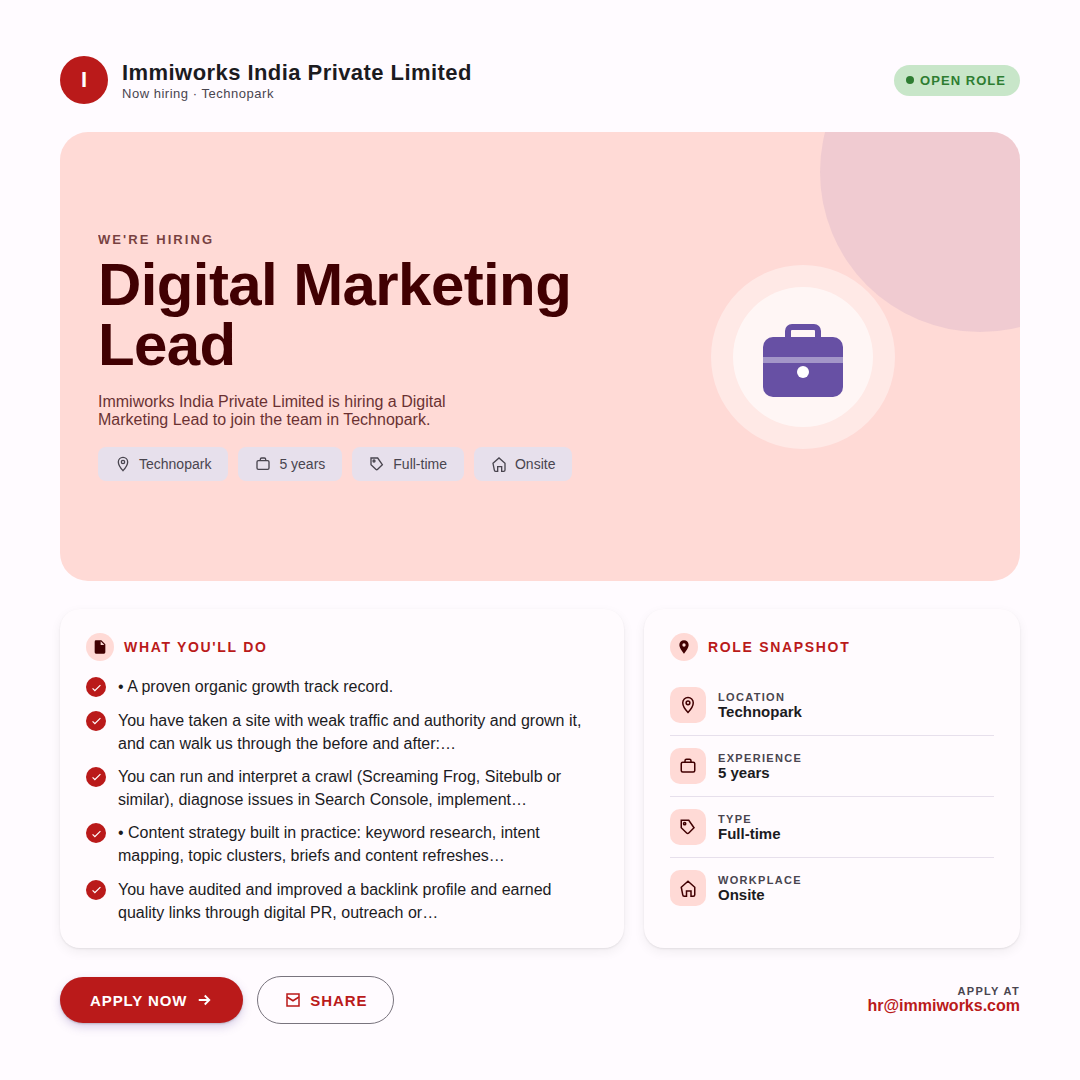 I
Immiworks India Private Limited
Now hiring · Technopark
OPEN ROLE
WE'RE HIRING
Digital Marketing
Lead
Immiworks India Private Limited is hiring a Digital
Marketing Lead to join the team in Technopark.
Technopark
5 years
Full-time
Onsite
WHAT YOU'LL DO
• A proven organic growth track record.
You have taken a site with weak traffic and authority and grown it,
and can walk us through the before and after:…
You can run and interpret a crawl (Screaming Frog, Sitebulb or
similar), diagnose issues in Search Console, implement…
• Content strategy built in practice: keyword research, intent
mapping, topic clusters, briefs and content refreshes…
You have audited and improved a backlink profile and earned
quality links through digital PR, outreach or…
ROLE SNAPSHOT
LOCATION
Technopark
EXPERIENCE
5 years
TYPE
Full-time
WORKPLACE
Onsite
APPLY NOW
SHARE
APPLY AT
hr@immiworks.com